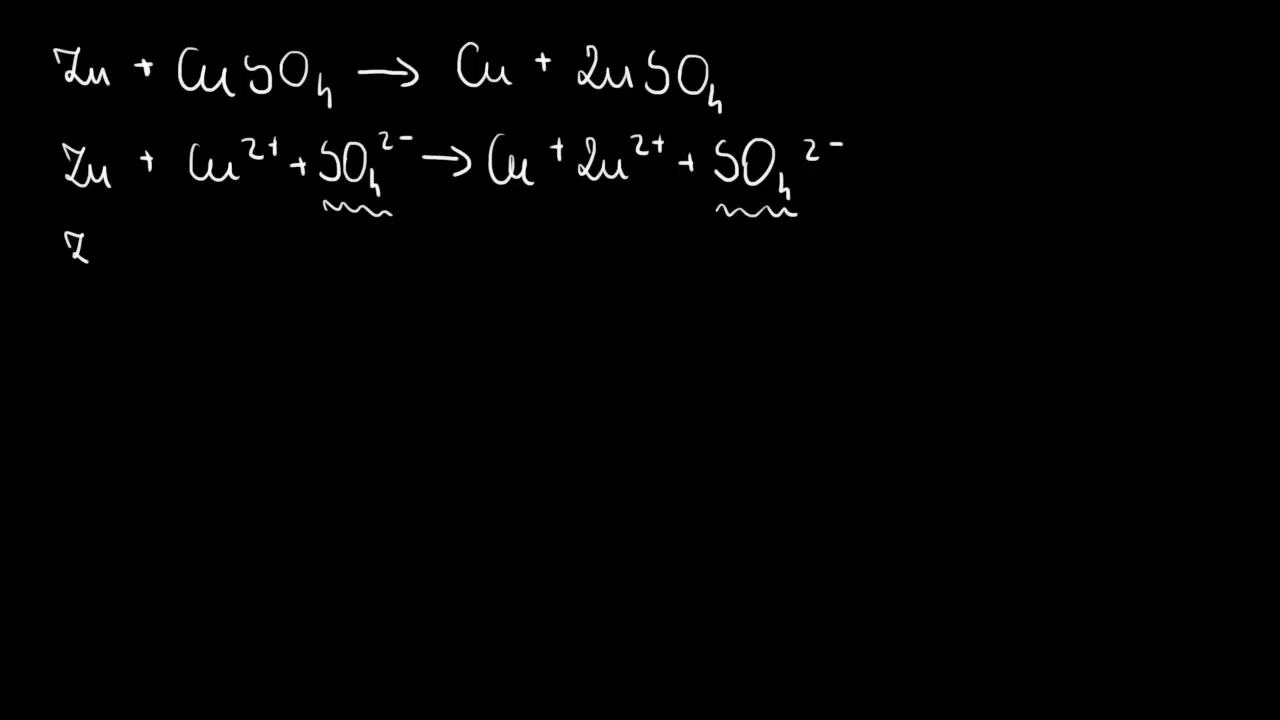 Zn + CuSO₄ → Cu + ZnSO₄
Zn + Cu²⁺ + SO₄²⁻ → Cu + Zn²⁺ + SO₄²⁻
Z